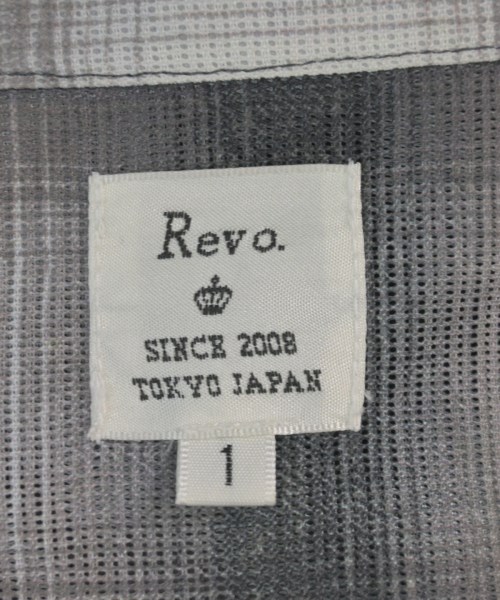 Revo.
SINCE 2008
TOKYO JAPAN
1